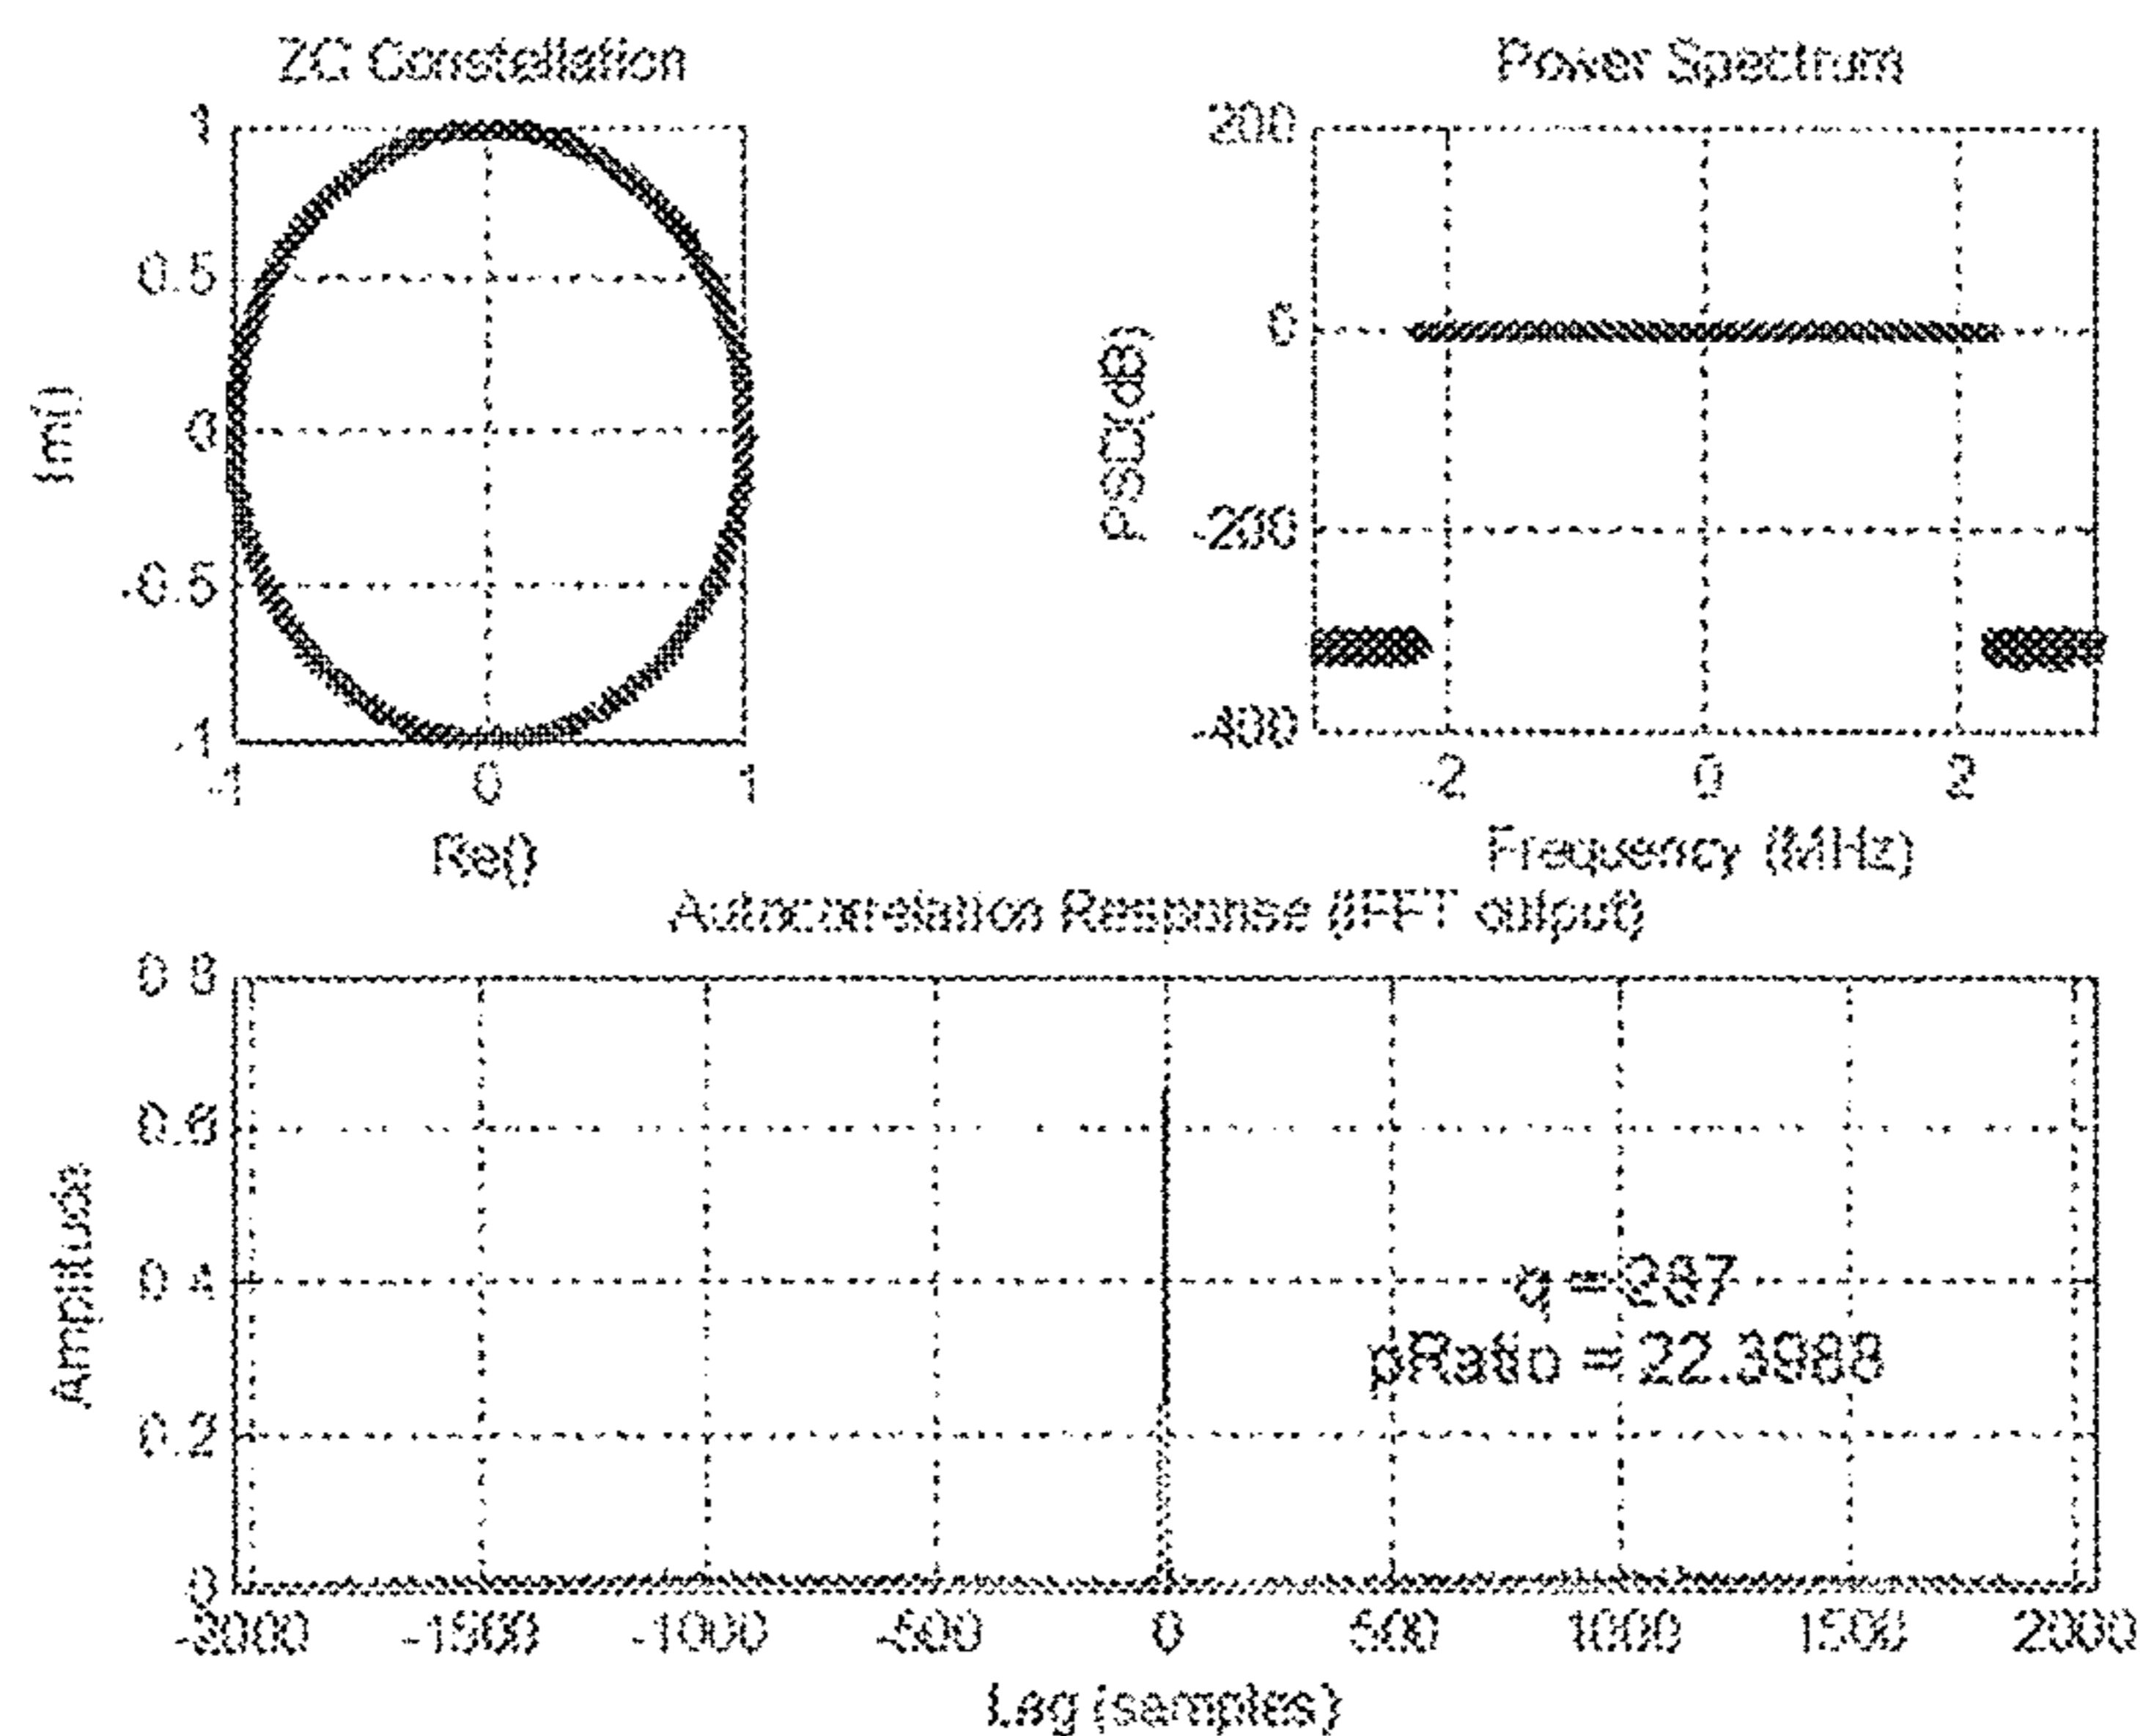 ZC Constellation
1
0.5
0
-0.5
-1
Im()
-1 0 1
Re()
Power Spectrum
200
0
-200
-400
PSD(dB)
-2 0 2
Frequency (MHz)
Autocorrelation Response (IFFT output)
0.8
0.6
0.4
0.2
0
Amplitude
pRatio = 22.3988
-2000 -1500 -1000 -500 0 500 1000 1500 2000
Lag (samples)